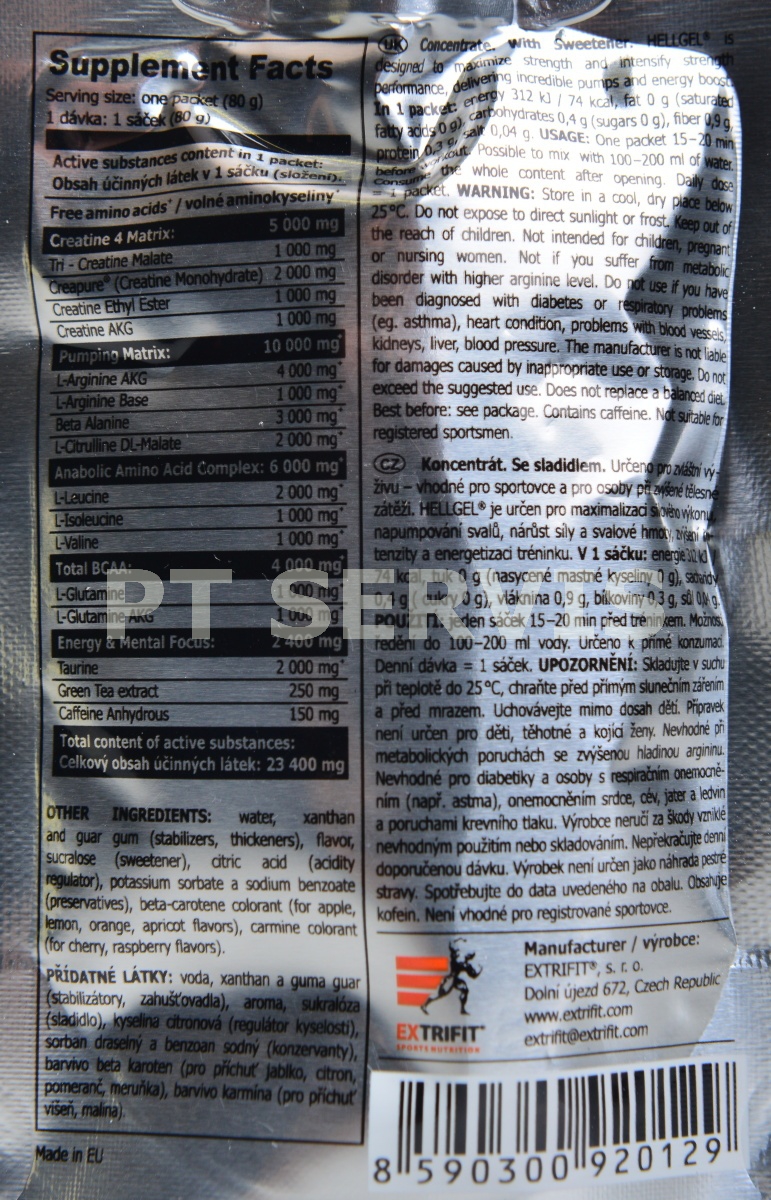 Supplement Facts
Serving size: one packet (80 g)
1 dávka: 1 sáček (80 g)
Active substances content in 1 packet:
Obsah účinných látek v 1 sáčku (složení):
Free amino acids* / volné aminokyseliny*
Creatine 4 Matrix: 5 000 mg
Tri - Creatine Malate 1 000 mg
Creapure® (Creatine Monohydrate) 2 000 mg
Creatine Ethyl Ester 1 000 mg
Creatine AKG 1 000 mg
Pumping Matrix: 10 000 mg*
L-Arginine AKG 4 000 mg*
L-Arginine Base 1 000 mg*
Beta Alanine 3 000 mg*
L-Citrulline DL-Malate 2 000 mg*
Anabolic Amino Acid Complex: 6 000 mg*
L-Leucine 2 000 mg*
L-Isoleucine 1 000 mg*
L-Valine 1 000 mg*
Total BCAA: 4 000 mg*
L-Glutamine 1 000 mg*
L-Glutamine AKG 1 000 mg*
Energy & Mental Focus: 2 400 mg
Taurine 2 000 mg*
Green Tea extract 250 mg
Caffeine Anhydrous 150 mg
Total content of active substances:
Celkový obsah účinných látek: 23 400 mg
OTHER INGREDIENTS: water, xanthan
and guar gum (stabilizers, thickeners), flavor,
sucralose (sweetener), citric acid (acidity
regulator), potassium sorbate a sodium benzoate
(preservatives), beta-carotene colorant (for apple,
lemon, orange, apricot flavors), carmine colorant
(for cherry, raspberry flavors).
PŘÍDATNÉ LÁTKY: voda, xanthan a guma guar
(stabilizátory, zahušťovadla), aroma, sukralóza
(sladidlo), kyselina citronová (regulátor kyselosti),
sorban draselný a benzoan sodný (konzervanty),
barvivo beta karoten (pro příchuť jablko, citron,
pomeranč, meruňka), barvivo karmína (pro příchuť
višeň, malina).
Made in EU
UK Concentrate. With Sweetener. HELLGEL® is
designed to maximize strength and intensify strength
performance, delivering incredible pumps and energy boost.
In 1 packet: energy 312 kJ / 74 kcal, fat 0 g (saturated
fatty acids 0 g), carbohydrates 0,4 g (sugars 0 g), fiber 0,9 g,
protein 0,3 g, salt 0,04 g. USAGE: One packet 15–20 min
before workout. Possible to mix with 100–200 ml of water.
Consume the whole content after opening. Daily dose
= 1 packet. WARNING: Store in a cool, dry place below
25°C. Do not expose to direct sunlight or frost. Keep out of
the reach of children. Not intended for children, pregnant
or nursing women. Not if you suffer from metabolic
disorder with higher arginine level. Do not use if you have
been diagnosed with diabetes or respiratory problems
(eg. asthma), heart condition, problems with blood vessels,
kidneys, liver, blood pressure. The manufacturer is not liable
for damages caused by inappropriate use or storage. Do not
exceed the suggested use. Does not replace a balanced diet.
Best before: see package. Contains caffeine. Not suitable for
registered sportsmen.
CZ Koncentrát. Se sladidlem. Určeno pro zvláštní vý-
živu – vhodné pro sportovce a pro osoby při zvýšené tělesné
zátěži. HELLGEL® je určen pro maximalizaci silového výkonu,
napumpování svalů, nárůst síly a svalové hmoty, zvýšení in-
tenzity a energetizaci tréninku. V 1 sáčku: energie 312 kJ /
74 kcal, tuk 0 g (nasycené mastné kyseliny 0 g), sacharidy
0,4 g (cukry 0 g), vláknina 0,9 g, bílkoviny 0,3 g, sůl 0,04 g.
POUŽITÍ: jeden sáček 15–20 min před tréninkem. Možnost
ředění do 100–200 ml vody. Určeno k přímé konzumaci.
Denní dávka = 1 sáček. UPOZORNĚNÍ: Skladujte v suchu
při teplotě do 25°C, chraňte před přímým slunečním zářením
a před mrazem. Uchovávejte mimo dosah dětí. Přípravek
není určen pro děti, těhotné a kojící ženy. Nevhodné při
metabolických poruchách se zvýšenou hladinou argininu.
Nevhodné pro diabetiky a osoby s respiračním onemocně-
ním (např. astma), onemocněním srdce, cév, jater a ledvin
a poruchami krevního tlaku. Výrobce neručí za škody vzniklé
nevhodným použitím nebo skladováním. Nepřekračujte denní
doporučenou dávku. Výrobek není určen jako náhrada pestré
stravy. Spotřebujte do data uvedeného na obalu. Obsahuje
kofein. Není vhodné pro registrované sportovce.
EXTRIFIT®
SPORTS NUTRITION
Manufacturer / výrobce:
EXTRIFIT®, s. r. o.
Dolní újezd 672, Czech Republic
www.extrifit.com
extrifit@extrifit.com
8 590300 920129
PT SERVIS